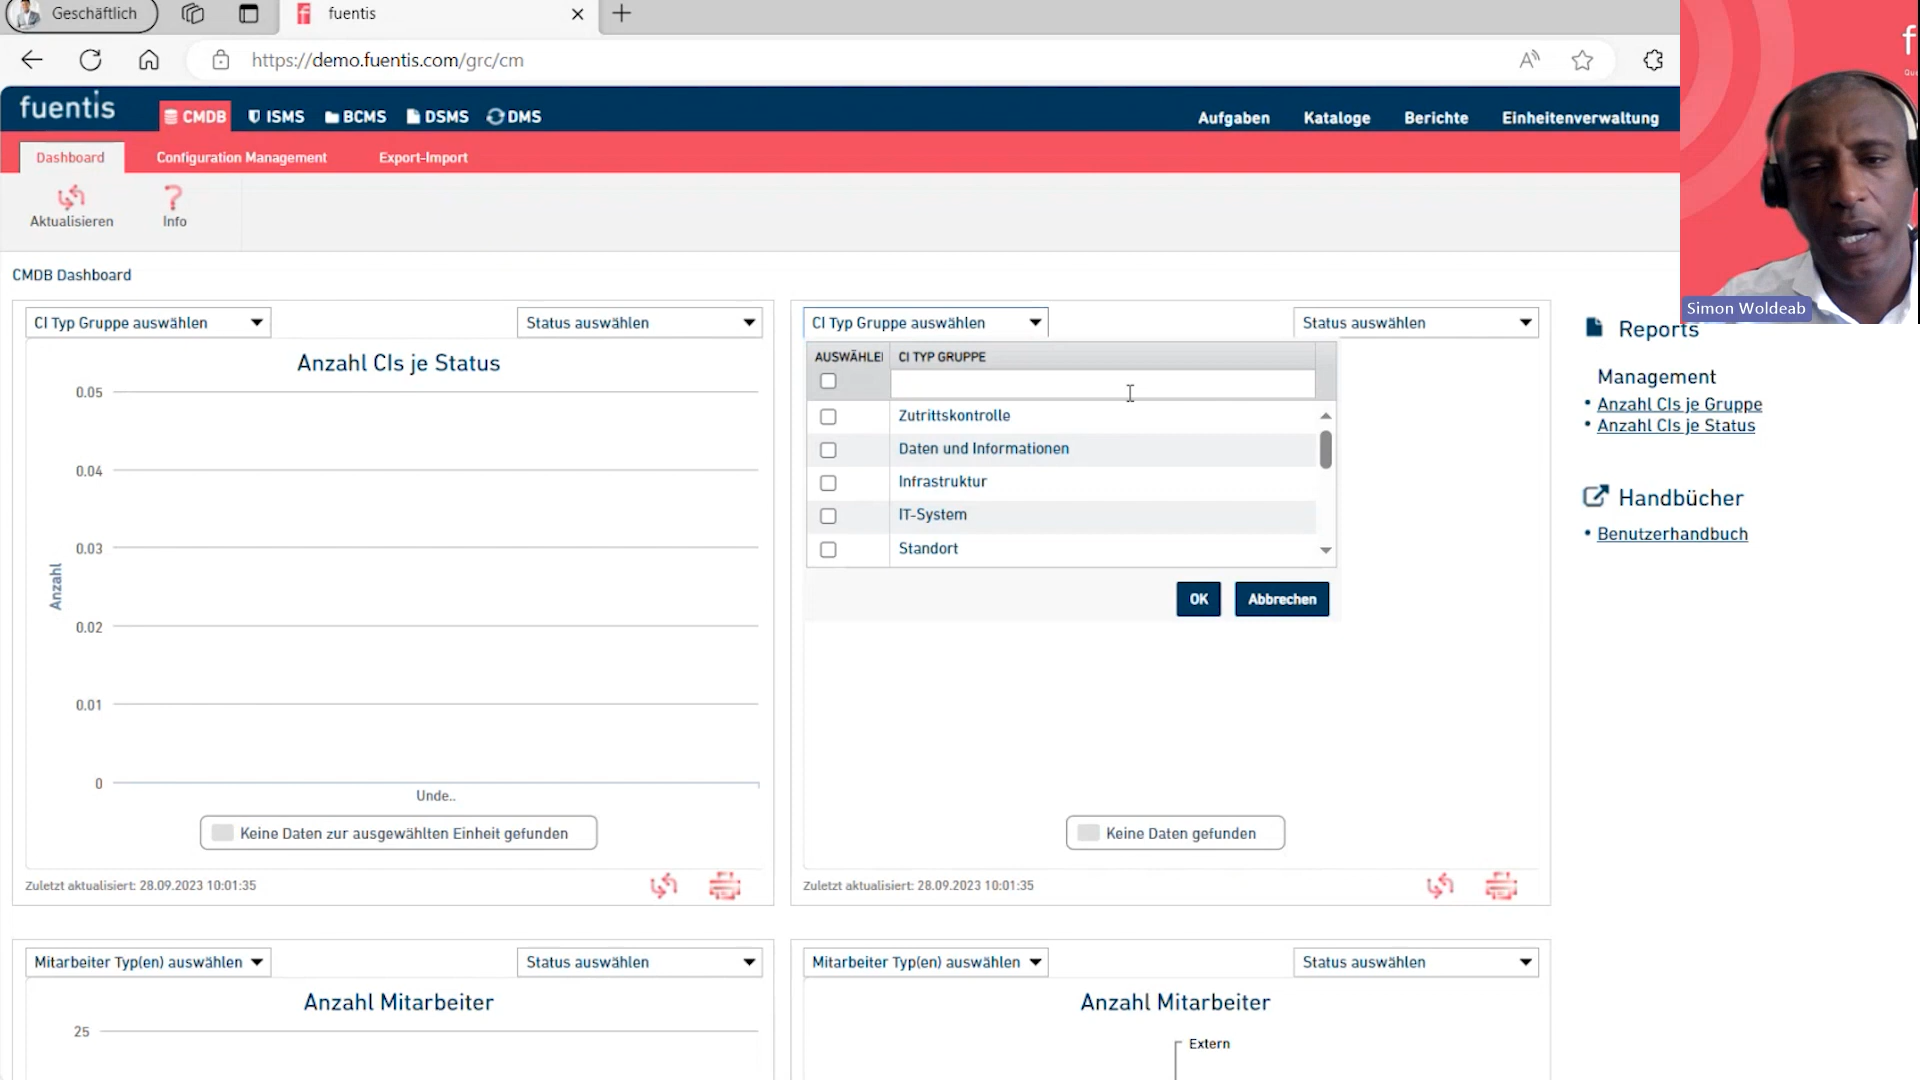 Geschäftlich
fuentis
https://demo.fuentis.com/grc/cm
fuentis
CMDB
ISMS
BCMS
DSMS
DMS
Aufgaben
Kataloge
Berichte
Einheitenverwaltung
Dashboard
Configuration Management
Export-Import
Aktualisieren
Info
Simon Woldeab
CMDB Dashboard
CI Typ Gruppe auswählen
Status auswählen
Anzahl CIs je Status
0.05
0.04
0.03
0.02
0.01
0
Anzahl
Unde..
Keine Daten zur ausgewählten Einheit gefunden
Zuletzt aktualisiert: 28.09.2023 10:01:35
CI Typ Gruppe auswählen
Status auswählen
AUSWÄHLEI
CI TYP GRUPPE
Zutrittskontrolle
Daten und Informationen
Infrastruktur
IT-System
Standort
OK
Abbrechen
Keine Daten gefunden
Zuletzt aktualisiert: 28.09.2023 10:01:35
Reports
Management
• Anzahl CIs je Gruppe
• Anzahl CIs je Status
Handbücher
• Benutzerhandbuch
Mitarbeiter Typ(en) auswählen
Status auswählen
Anzahl Mitarbeiter
25
Mitarbeiter Typ(en) auswählen
Status auswählen
Anzahl Mitarbeiter
Extern